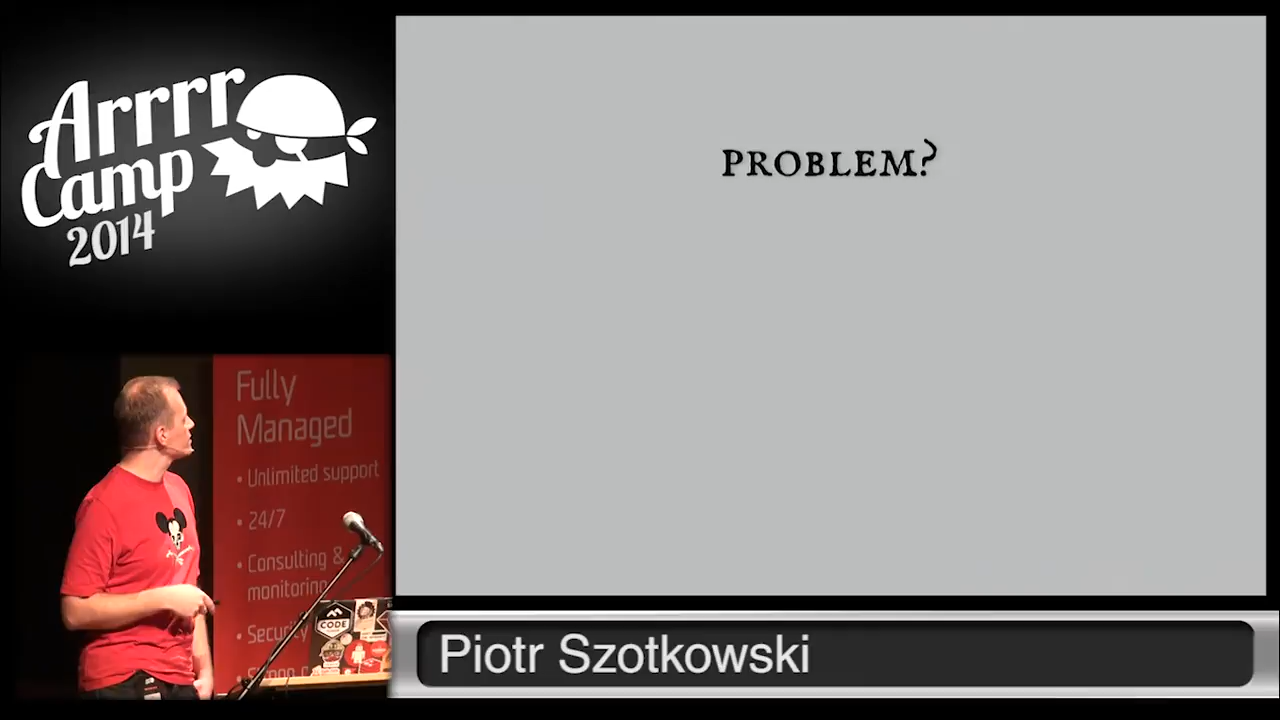 Arrrr
Camp
2014
PROBLEM?
Fully
Managed
• Unlimited support
• 24/7
• Consulting &
monitoring
• Security
CODE
Piotr Szotkowski